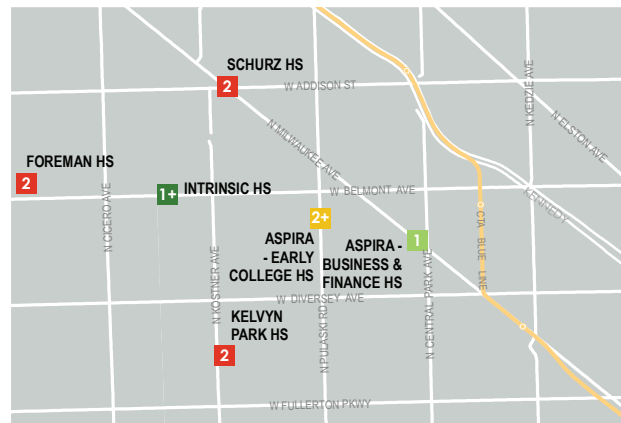 SCHURZ HS
2
W ADDISON ST
N KEDZIE AVE
N ELSTON AVE
N MILWAUKEE AVE
FOREMAN HS
2
1+
INTRINSIC HS
W BELMONT AVE
KENNEDY
N CICERO AVE
2+
ASPIRA
- EARLY
COLLEGE HS
1
ASPIRA -
BUSINESS &
FINANCE HS
CTA BLUE LINE
N KOSTNER AVE
W DIVERSEY AVE
N PULASKI RD
N CENTRAL PARK AVE
KELVYN
PARK HS
2
W FULLERTON PKWY